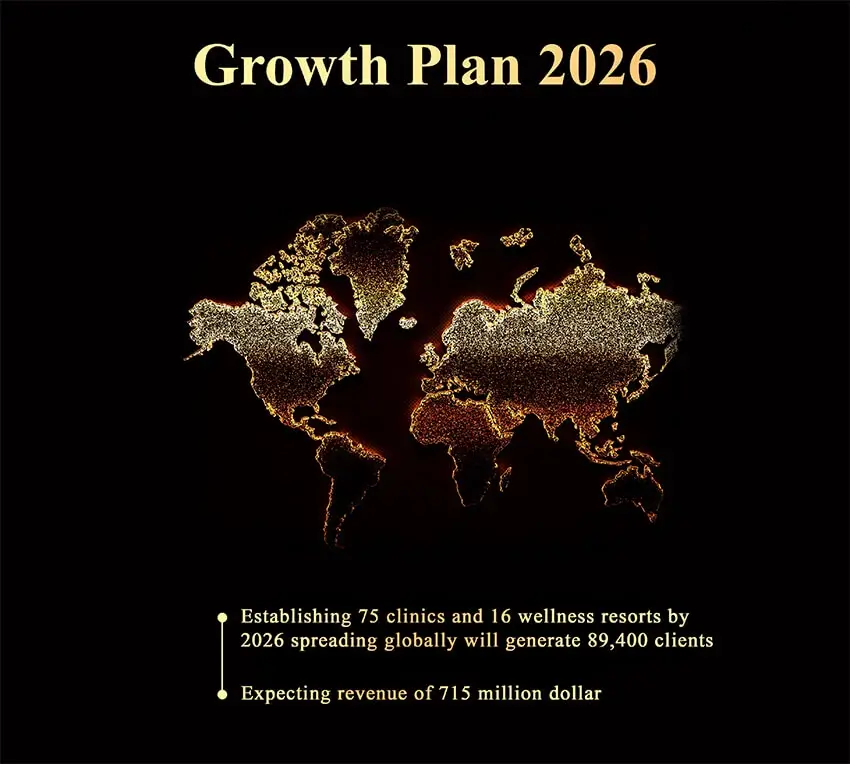 Growth Plan 2026
Establishing 75 clinics and 16 wellness resorts by
2026 spreading globally will generate 89,400 clients
Expecting revenue of 715 million dollar